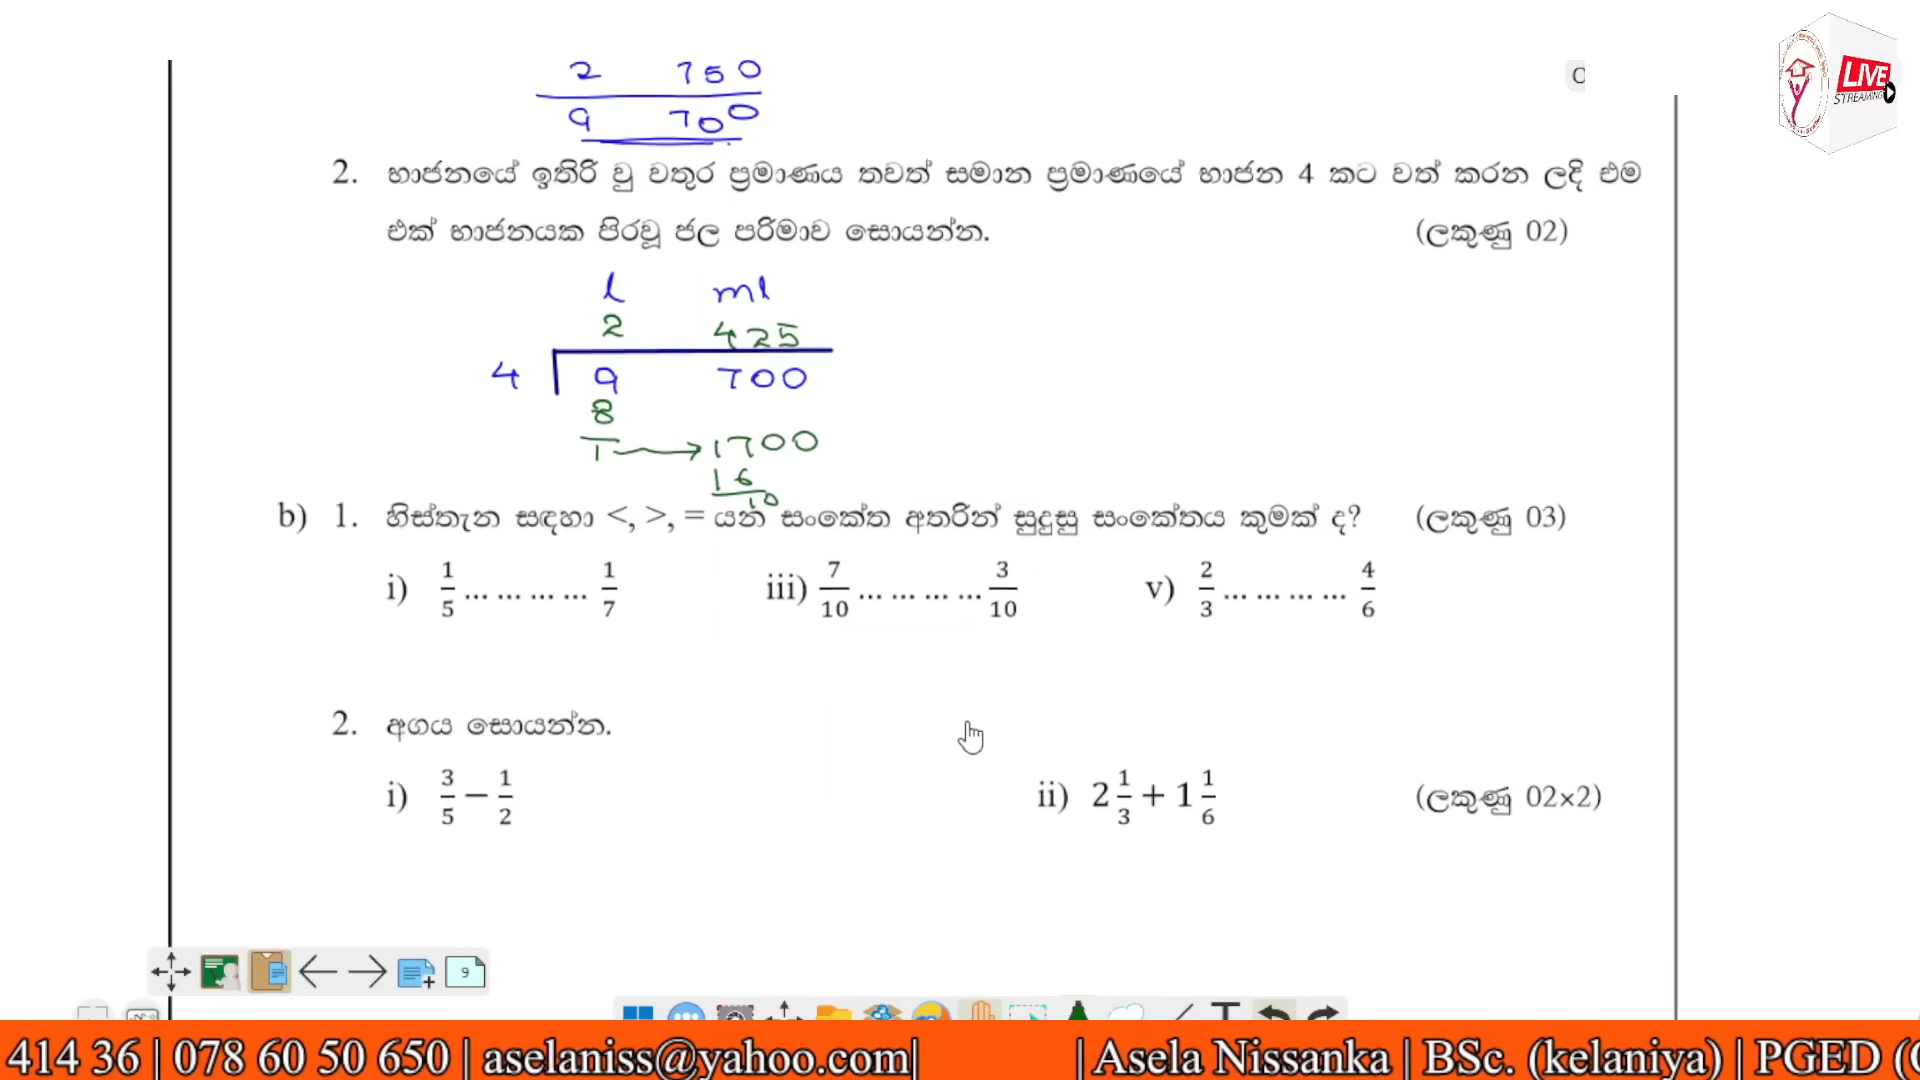 2 750
9 700
LIVE
STREAMING
2. භාජනයේ ඉතිරි වු වතුර ප්‍රමාණය තවත් සමාන ප්‍රමාණයේ භාජන 4 කට වත් කරන ලදි එම
එක් භාජනයක පිරවූ ජල පරිමාව සොයන්න. (ලකුණු 02)
l ml
2 425
4 9 700
8
1 1700
16
10
b) 1. හිස්තැන සඳහා <, >, = යන සංකේත අතරින් සුදුසු සංකේතය කුමක් ද? (ලකුණු 03)
i) 1/5 ... ... ... ... 1/7 iii) 7/10 ... ... ... ... 3/10 v) 2/3 ... ... ... ... 4/6
2. අගය සොයන්න.
i) 3/5 − 1/2 ii) 2 1/3 + 1 1/6 (ලකුණු 02×2)
9
414 36 | 078 60 50 650 | aselaniss@yahoo.com| | Asela Nissanka | BSc. (kelaniya) | PGED (